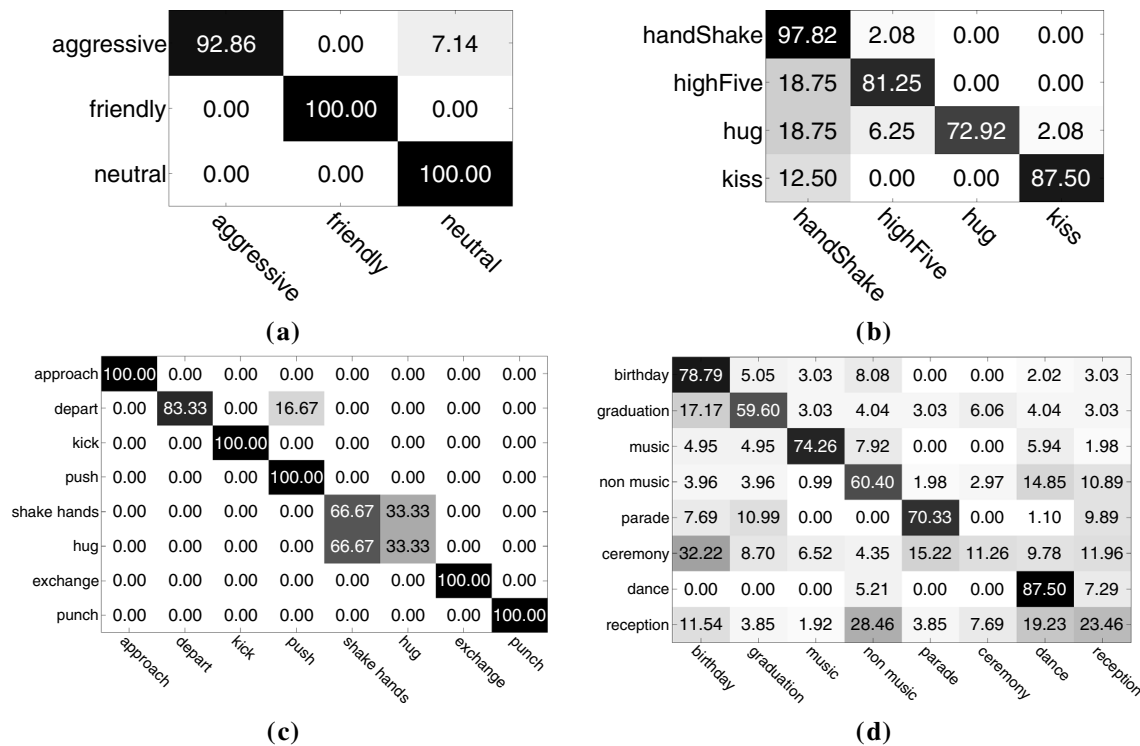 aggressive 92.86 0.00 7.14
friendly 0.00 100.00 0.00
neutral 0.00 0.00 100.00
aggressive friendly neutral
(a)
handShake 97.82 2.08 0.00 0.00
highFive 18.75 81.25 0.00 0.00
hug 18.75 6.25 72.92 2.08
kiss 12.50 0.00 0.00 87.50
handShake highFive hug kiss
(b)
approach 100.00 0.00 0.00 0.00 0.00 0.00 0.00 0.00
depart 0.00 83.33 0.00 16.67 0.00 0.00 0.00 0.00
kick 0.00 0.00 100.00 0.00 0.00 0.00 0.00 0.00
push 0.00 0.00 0.00 100.00 0.00 0.00 0.00 0.00
shake hands 0.00 0.00 0.00 0.00 66.67 33.33 0.00 0.00
hug 0.00 0.00 0.00 0.00 66.67 33.33 0.00 0.00
exchange 0.00 0.00 0.00 0.00 0.00 0.00 100.00 0.00
punch 0.00 0.00 0.00 0.00 0.00 0.00 0.00 100.00
approach depart kick push shake hands hug exchange punch
(c)
birthday 78.79 5.05 3.03 8.08 0.00 0.00 2.02 3.03
graduation 17.17 59.60 3.03 4.04 3.03 6.06 4.04 3.03
music 4.95 4.95 74.26 7.92 0.00 0.00 5.94 1.98
non music 3.96 3.96 0.99 60.40 1.98 2.97 14.85 10.89
parade 7.69 10.99 0.00 0.00 70.33 0.00 1.10 9.89
ceremony 32.22 8.70 6.52 4.35 15.22 11.26 9.78 11.96
dance 0.00 0.00 0.00 5.21 0.00 0.00 87.50 7.29
reception 11.54 3.85 1.92 28.46 3.85 7.69 19.23 23.46
birthday graduation music non music parade ceremony dance reception
(d)